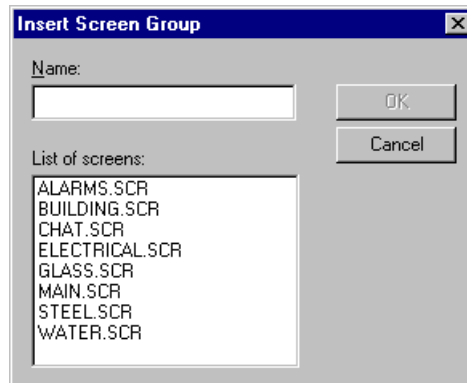 Insert Screen Group
Name:
OK
Cancel
List of screens:
ALARMS.SCR
BUILDING.SCR
CHAT.SCR
ELECTRICAL.SCR
GLASS.SCR
MAIN.SCR
STEEL.SCR
WATER.SCR